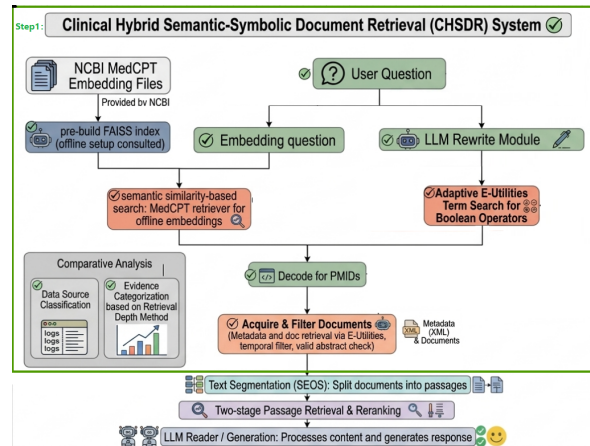 Step1:
Clinical Hybrid Semantic-Symbolic Document Retrieval (CHSDR) System
NCBI MedCPT
Embedding Files
User Question
Provided by NCBI
pre-build FAISS index
(offline setup consulted)
Embedding question
LLM Rewrite Module
semantic similarity-based
search: MedCPT retriever for
offline embeddings
Adaptive E-Utilities
Term Search for
Boolean Operators
Comparative Analysis
Data Source
Classification
logs
logs
logs
Evidence
Categorization
based on Retrieval
Depth Method
Decode for PMIDs
Acquire & Filter Documents
(Metadata and doc retrieval via E-Utilities,
temporal filter, valid abstract check)
XML
Metadata
(XML)
& Documents
Text Segmentation (SEOS): Split documents into passages
Two-stage Passage Retrieval & Reranking
LLM Reader / Generation: Processes content and generates response